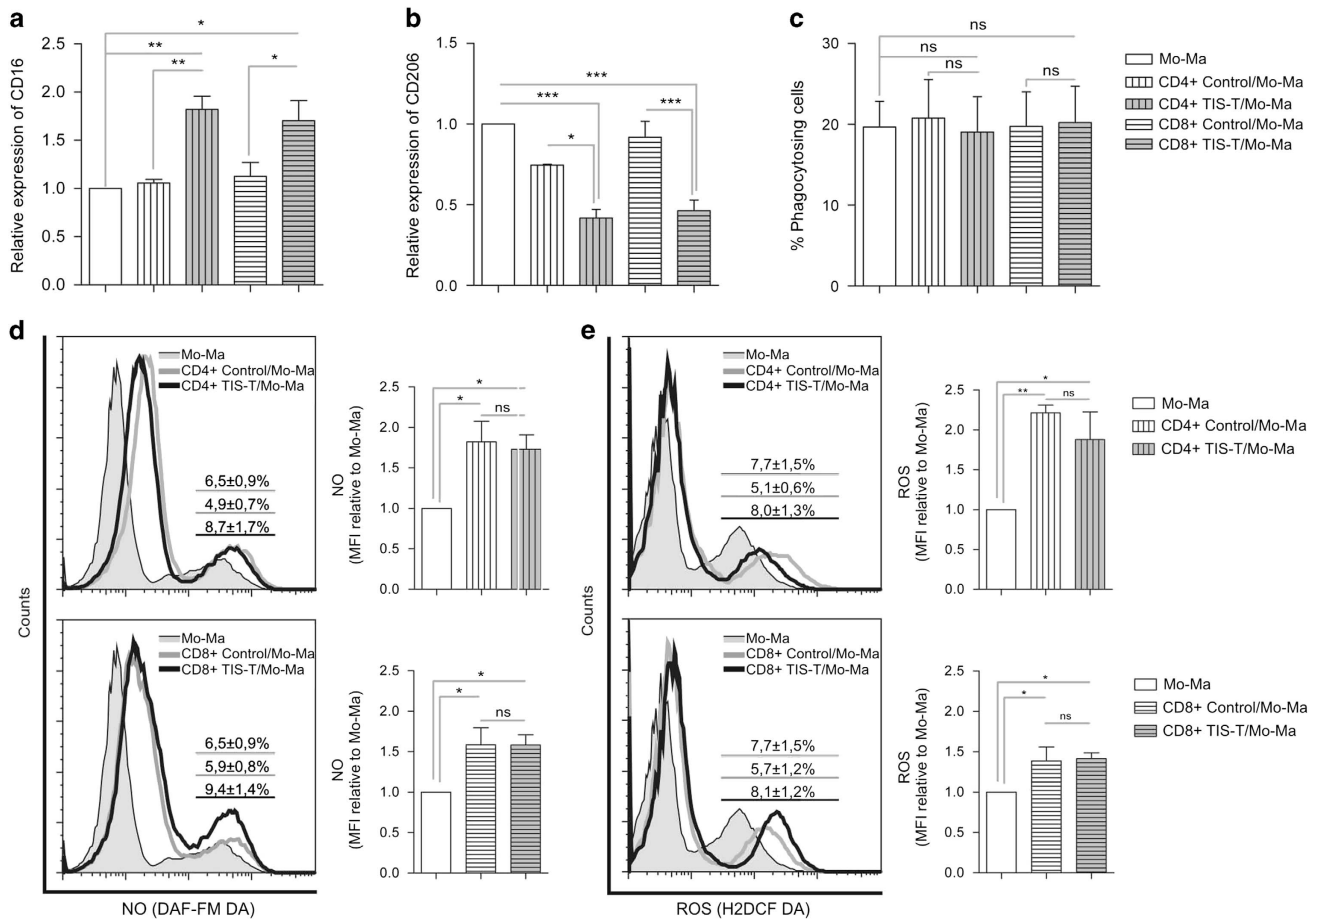 a
Relative expression of CD16
2.5
2.0
1.5
1.0
0.5
0.0
*
**
**
*
b
Relative expression of CD206
1.5
1.0
0.5
0.0
***
***
***
*
c
% Phagocytosing cells
30
20
10
0
ns
ns
ns
ns
Mo-Ma
CD4+ Control/Mo-Ma
CD4+ TIS-T/Mo-Ma
CD8+ Control/Mo-Ma
CD8+ TIS-T/Mo-Ma
d
Counts
Mo-Ma
CD4+ Control/Mo-Ma
CD4+ TIS-T/Mo-Ma
6,5±0,9%
4,9±0,7%
8,7±1,7%
NO
(MFI relative to Mo-Ma)
2.5
2.0
1.5
1.0
0.5
0.0
*
*
ns
Mo-Ma
CD8+ Control/Mo-Ma
CD8+ TIS-T/Mo-Ma
6,5±0,9%
5,9±0,8%
9,4±1,4%
NO
(MFI relative to Mo-Ma)
2.5
2.0
1.5
1.0
0.5
0.0
*
*
ns
NO (DAF-FM DA)
e
Counts
Mo-Ma
CD4+ Control/Mo-Ma
CD4+ TIS-T/Mo-Ma
7,7±1,5%
5,1±0,6%
8,0±1,3%
ROS
(MFI relative to Mo-Ma)
2.5
2.0
1.5
1.0
0.5
0.0
*
**
ns
Mo-Ma
CD4+ Control/Mo-Ma
CD4+ TIS-T/Mo-Ma
Mo-Ma
CD8+ Control/Mo-Ma
CD8+ TIS-T/Mo-Ma
7,7±1,5%
5,7±1,2%
8,1±1,2%
ROS
(MFI relative to Mo-Ma)
2.5
2.0
1.5
1.0
0.5
0.0
*
*
ns
Mo-Ma
CD8+ Control/Mo-Ma
CD8+ TIS-T/Mo-Ma
ROS (H2DCF DA)